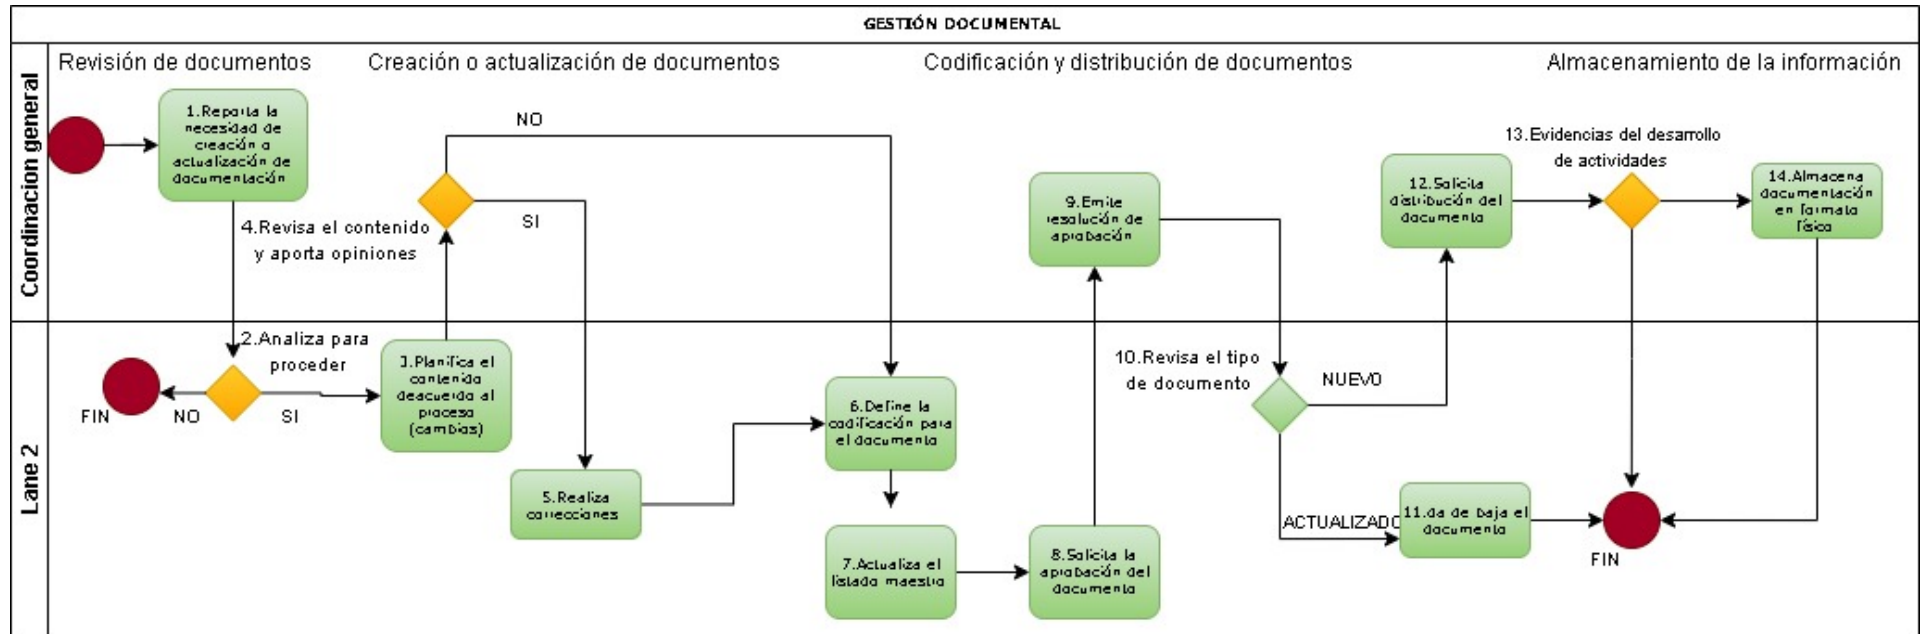 GESTIÓN DOCUMENTAL
Coordinacion general
Revisión de documentos
Creación o actualización de documentos
Codificación y distribución de documentos
Almacenamiento de la información
1.Reporta la
necesidad de
creación o
actualización de
documentación
NO
SI
4.Revisa el contenido
y aporta opiniones
9.Emite
resolución de
aprobación
12.Solicita
distribución del
documento
13.Evidencias del desarrollo
de actividades
14.Almacena
documentación
en formato
físico
Lane 2
2.Analiza para
proceder
FIN
NO
SI
3.Planifica el
contenido
deacuerdo al
proceso
(cambios)
5.Realiza
correcciones
6.Define la
codificación para
el documento
7.Actualiza el
listado maestro
8.Solicita la
aprobación del
documento
10.Revisa el tipo
de documento
NUEVO
ACTUALIZADO
11.da de baja el
documento
FIN